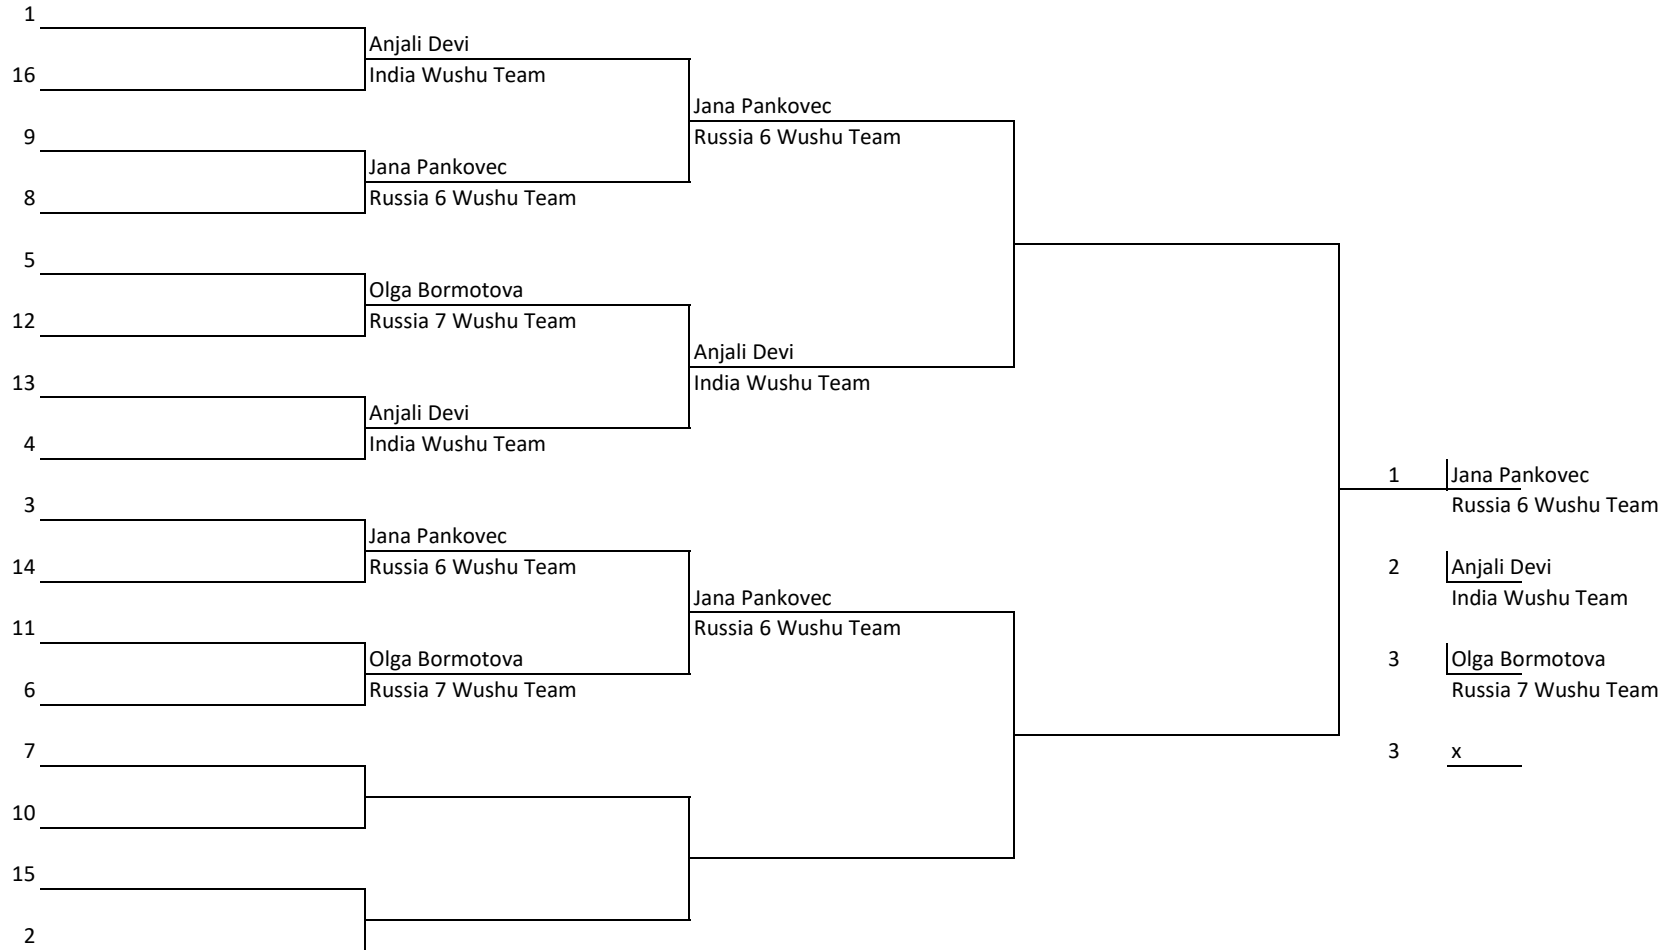 1
Anjali Devi
16
India Wushu Team
Jana Pankovec
9
Russia 6 Wushu Team
Jana Pankovec
8
Russia 6 Wushu Team
5
Olga Bormotova
12
Russia 7 Wushu Team
Anjali Devi
13
India Wushu Team
Anjali Devi
4
India Wushu Team
1
Jana Pankovec
3
Russia 6 Wushu Team
Jana Pankovec
14
Russia 6 Wushu Team
2
Anjali Devi
Jana Pankovec
India Wushu Team
11
Russia 6 Wushu Team
Olga Bormotova
3
Olga Bormotova
6
Russia 7 Wushu Team
Russia 7 Wushu Team
7
3
x
10
15
2